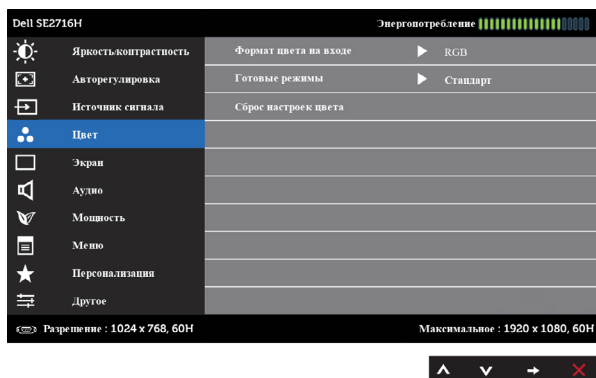 Dell SE2716H Энергопотребление
Яркость/контрастность Формат цвета на входе RGB
Авторегулировка Готовые режимы Стандарт
Источник сигнала Сброс настроек цвета
Цвет
Экран
Аудио
Мощность
Меню
Персонализация
Другое
Разрешение : 1024 x 768, 60H Максимальное : 1920 x 1080, 60H